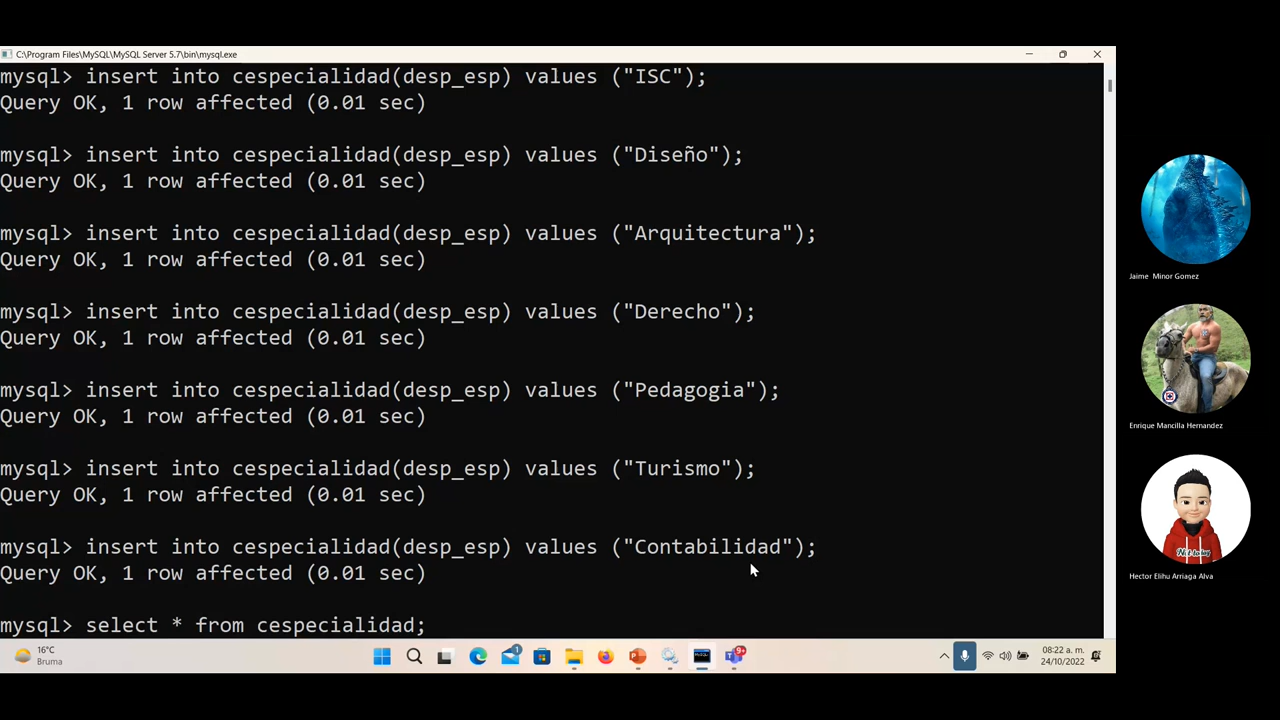 C:\Program Files\MySQL\MySQL Server 5.7\bin\mysql.exe
mysql> insert into cespecialidad(desp_esp) values ("ISC");
Query OK, 1 row affected (0.01 sec)
mysql> insert into cespecialidad(desp_esp) values ("Diseño");
Query OK, 1 row affected (0.01 sec)
mysql> insert into cespecialidad(desp_esp) values ("Arquitectura");
Query OK, 1 row affected (0.01 sec)
mysql> insert into cespecialidad(desp_esp) values ("Derecho");
Query OK, 1 row affected (0.01 sec)
mysql> insert into cespecialidad(desp_esp) values ("Pedagogia");
Query OK, 1 row affected (0.01 sec)
mysql> insert into cespecialidad(desp_esp) values ("Turismo");
Query OK, 1 row affected (0.01 sec)
mysql> insert into cespecialidad(desp_esp) values ("Contabilidad");
Query OK, 1 row affected (0.01 sec)
mysql> select * from cespecialidad;
Jaime Minor Gomez
Enrique Mancilla Hernandez
Hector Elihu Arriaga Alva
16°C
Bruma
1
9+
08:22 a. m.
24/10/2022